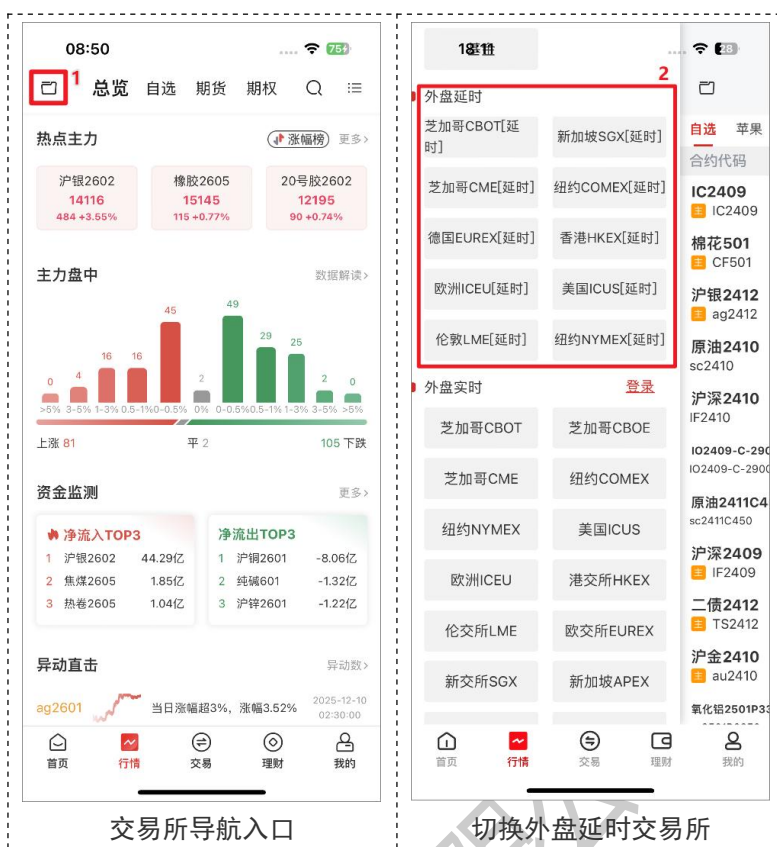 08:50
75
1
总览 自选 期货 期权
热点主力
涨幅榜 更多>
沪银2602 橡胶2605 20号胶2602
14116 15145 12195
484 +3.55% 115 +0.77% 90 +0.74%
主力盘中 数据解读>
0 4 16 16 45 2 49 29 25 2 0
>5% 3-5% 1-3% 0.5-1% 0-0.5% 0% 0-0.5% 0.5-1% 1-3% 3-5% >5%
上涨 81 平 2 105 下跌
资金监测 更多>
净流入TOP3
1 沪银2602 44.29亿
2 焦煤2605 1.85亿
3 热卷2605 1.04亿
净流出TOP3
1 沪铜2601 -8.06亿
2 纯碱601 -1.32亿
3 沪锌2601 -1.22亿
异动直击 异动数>
ag2601 当日涨幅超3%，涨幅3.52% 2025-12-10
02:30:00
首页 行情 交易 理财 我的
交易所导航入口
28
2
外盘延时
芝加哥CBOT[延时] 新加坡SGX[延时]
芝加哥CME[延时] 纽约COMEX[延时]
德国EUREX[延时] 香港HKEX[延时]
欧洲ICEU[延时] 美国ICUS[延时]
伦敦LME[延时] 纽约NYMEX[延时]
外盘实时 登录
芝加哥CBOT 芝加哥CBOE
芝加哥CME 纽约COMEX
纽约NYMEX 美国ICUS
欧洲ICEU 港交所HKEX
伦交所LME 欧交所EUREX
新交所SGX 新加坡APEX
自选 苹果
合约代码
IC2409
主 IC2409
棉花501
主 CF501
沪银2412
主 ag2412
原油2410
sc2410
沪深2410
IF2410
IO2409-C-290
IO2409-C-2900
原油2411C4
sc2411C450
沪深2409
主 IF2409
二债2412
主 TS2412
沪金2410
主 au2410
氧化铝2501P33
首页 行情 交易 理财 我的
切换外盘延时交易所